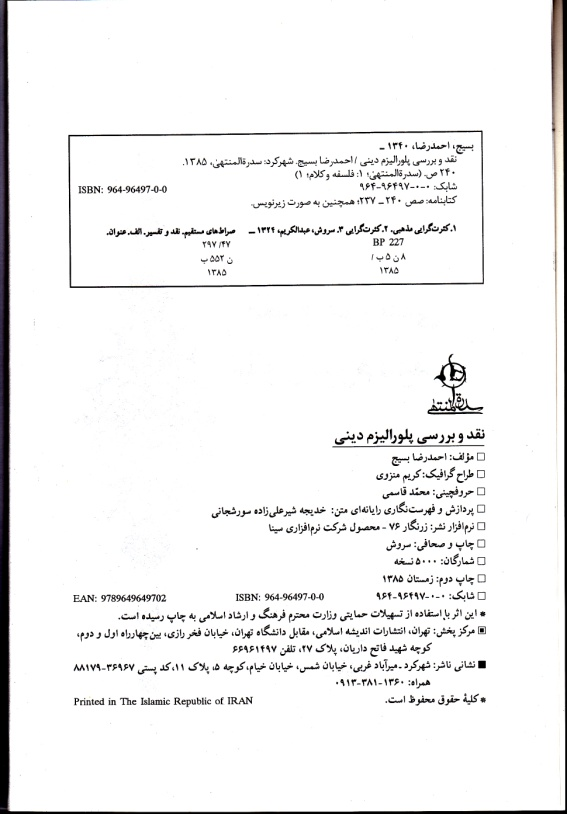 بسیج، احمدرضا، ۱۳۴۰ ـ
نقد و بررسی پلورالیزم دینی / احمدرضا بسیج. شهرکرد: سدرةالمنتهیٰ، ۱۳۸۵.
۲۴۰ ص. (سدرةالمنتهیٰ؛ ۱: فلسفه و کلام؛ ۱)
شابک: ۰-۰-۹۶۴۹۷-۹۶۴ ISBN: 964-96497-0-0
کتابنامه: صص ۲۴۰ ـ ۲۳۷؛ همچنین به صورت زیرنویس.
۱. کثرت‌گرایی مذهبی. ۲. کثرت‌گرایی ۳. سروش، عبدالکریم، ۱۳۲۴ ـ صراط‌های مستقیم. نقد و تفسیر. الف. عنوان.
BP 227 ۲۹۷/۴۷
۸ ن ۵ ب / ن ۵۵۲ ب
۱۳۸۵ ۱۳۸۵
سدرة المنتهی
نقد و بررسی پلورالیزم دینی
□ مؤلف: احمدرضا بسیج
□ طراح گرافیک: کریم منزوی
□ حروفچینی: محمّد قاسمی
□ پردازش و فهرست‌نگاری رایانه‌ای متن: خدیجه شیرعلی‌زاده سورشجانی
□ نرم‌افزار نشر: زرنگار ۷۶ - محصول شرکت نرم‌افزاری سینا
□ چاپ و صحافی: سروش
□ شمارگان: ۵۰۰۰ نسخه
□ چاپ دوم: زمستان ۱۳۸۵
□ شابک: ۰-۰-۹۶۴۹۷-۹۶۴ ISBN: 964-96497-0-0 EAN: 9789649649702
* این اثر با استفاده از تسهیلات حمایتی وزارت محترم فرهنگ و ارشاد اسلامی به چاپ رسیده است.
▣ مرکز پخش: تهران، انتشارات اندیشه اسلامی، مقابل دانشگاه تهران، خیابان فخر رازی، بین چهارراه اول و دوم،
کوچه شهید فاتح داریان، پلاک ۲۷، تلفن ۶۶۹۶۱۴۹۷
■ نشانی ناشر: شهرکرد ـ میرآباد غربی، خیابان شمس، خیابان خیام، کوچه ۵، پلاک ۱۱، کد پستی ۳۶۹۶۷-۸۸۱۷۹
همراه: ۱۳۶۰-۳۸۱-۰۹۱۳
* کلیهٔ حقوق محفوظ است. Printed in The Islamic Republic of IRAN